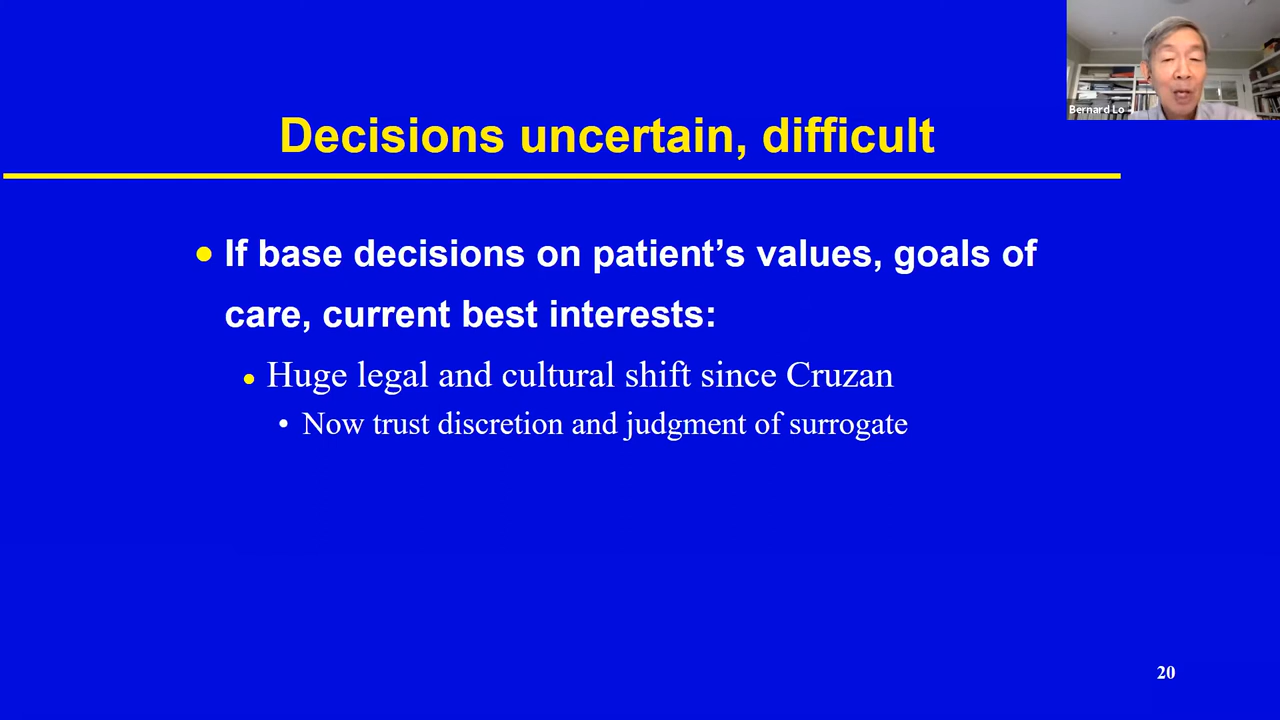 Bernard Lo
Decisions uncertain, difficult
• If base decisions on patient’s values, goals of
care, current best interests:
• Huge legal and cultural shift since Cruzan
• Now trust discretion and judgment of surrogate
20